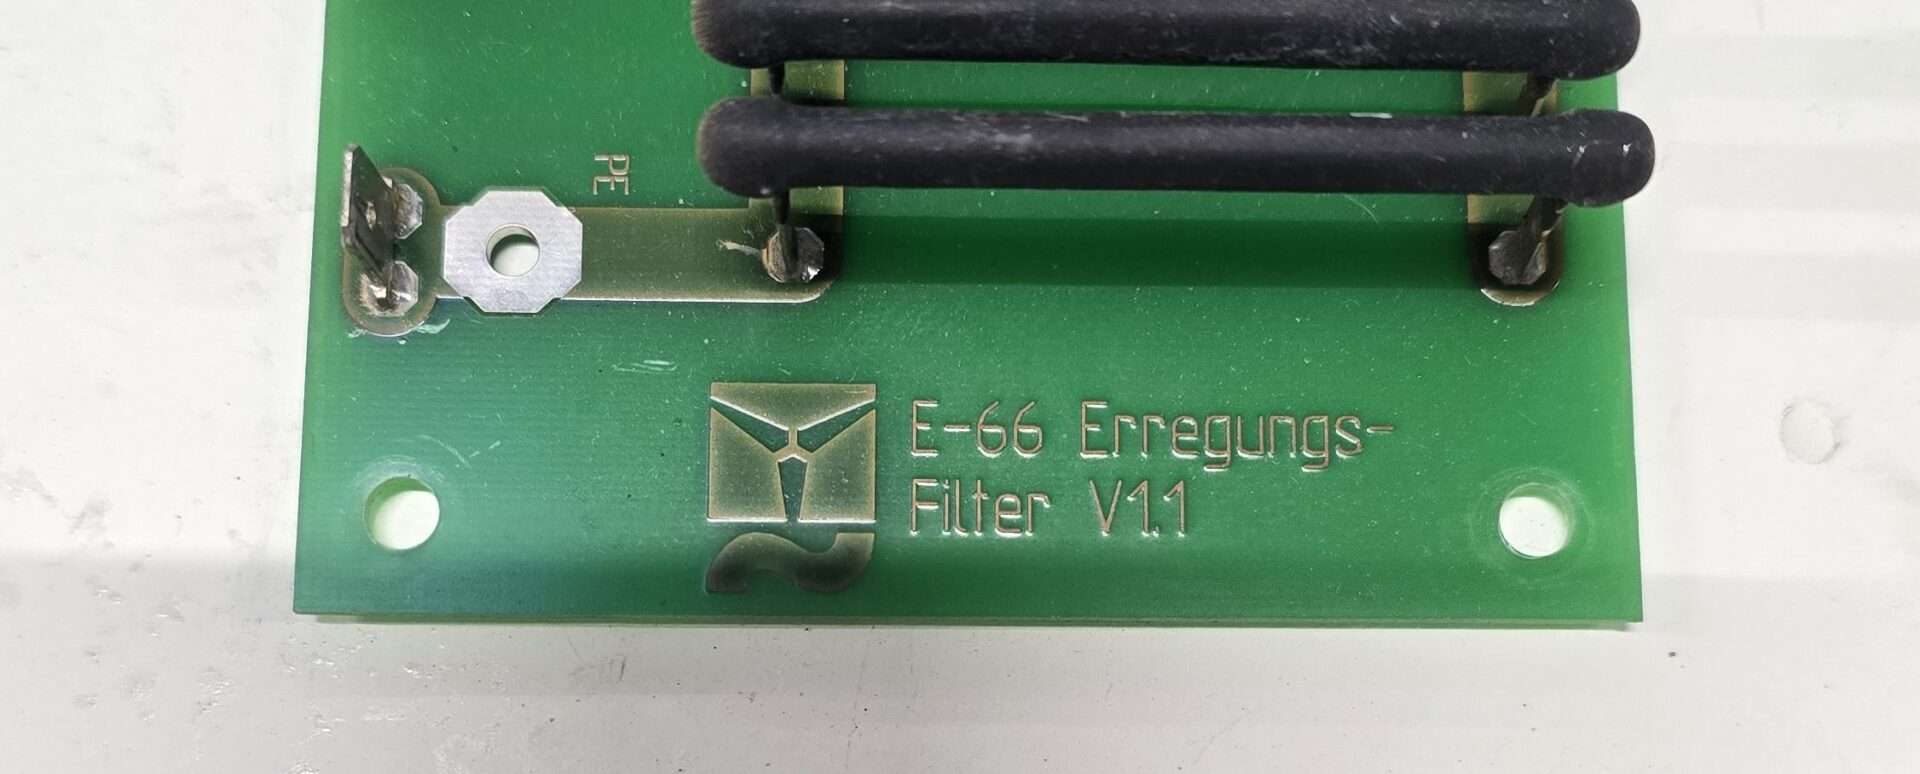 PE
E-66 Erregungs-
Filter V1.1